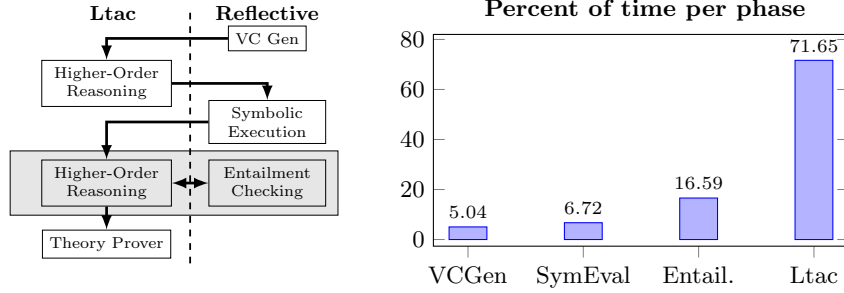 Ltac
Reflective
VC Gen
Higher-Order
Reasoning
Symbolic
Execution
Higher-Order
Reasoning
Entailment
Checking
Theory Prover
Percent of time per phase
80
60
40
20
0
5.04
6.72
16.59
71.65
VCGen
SymEval
Entail.
Ltac